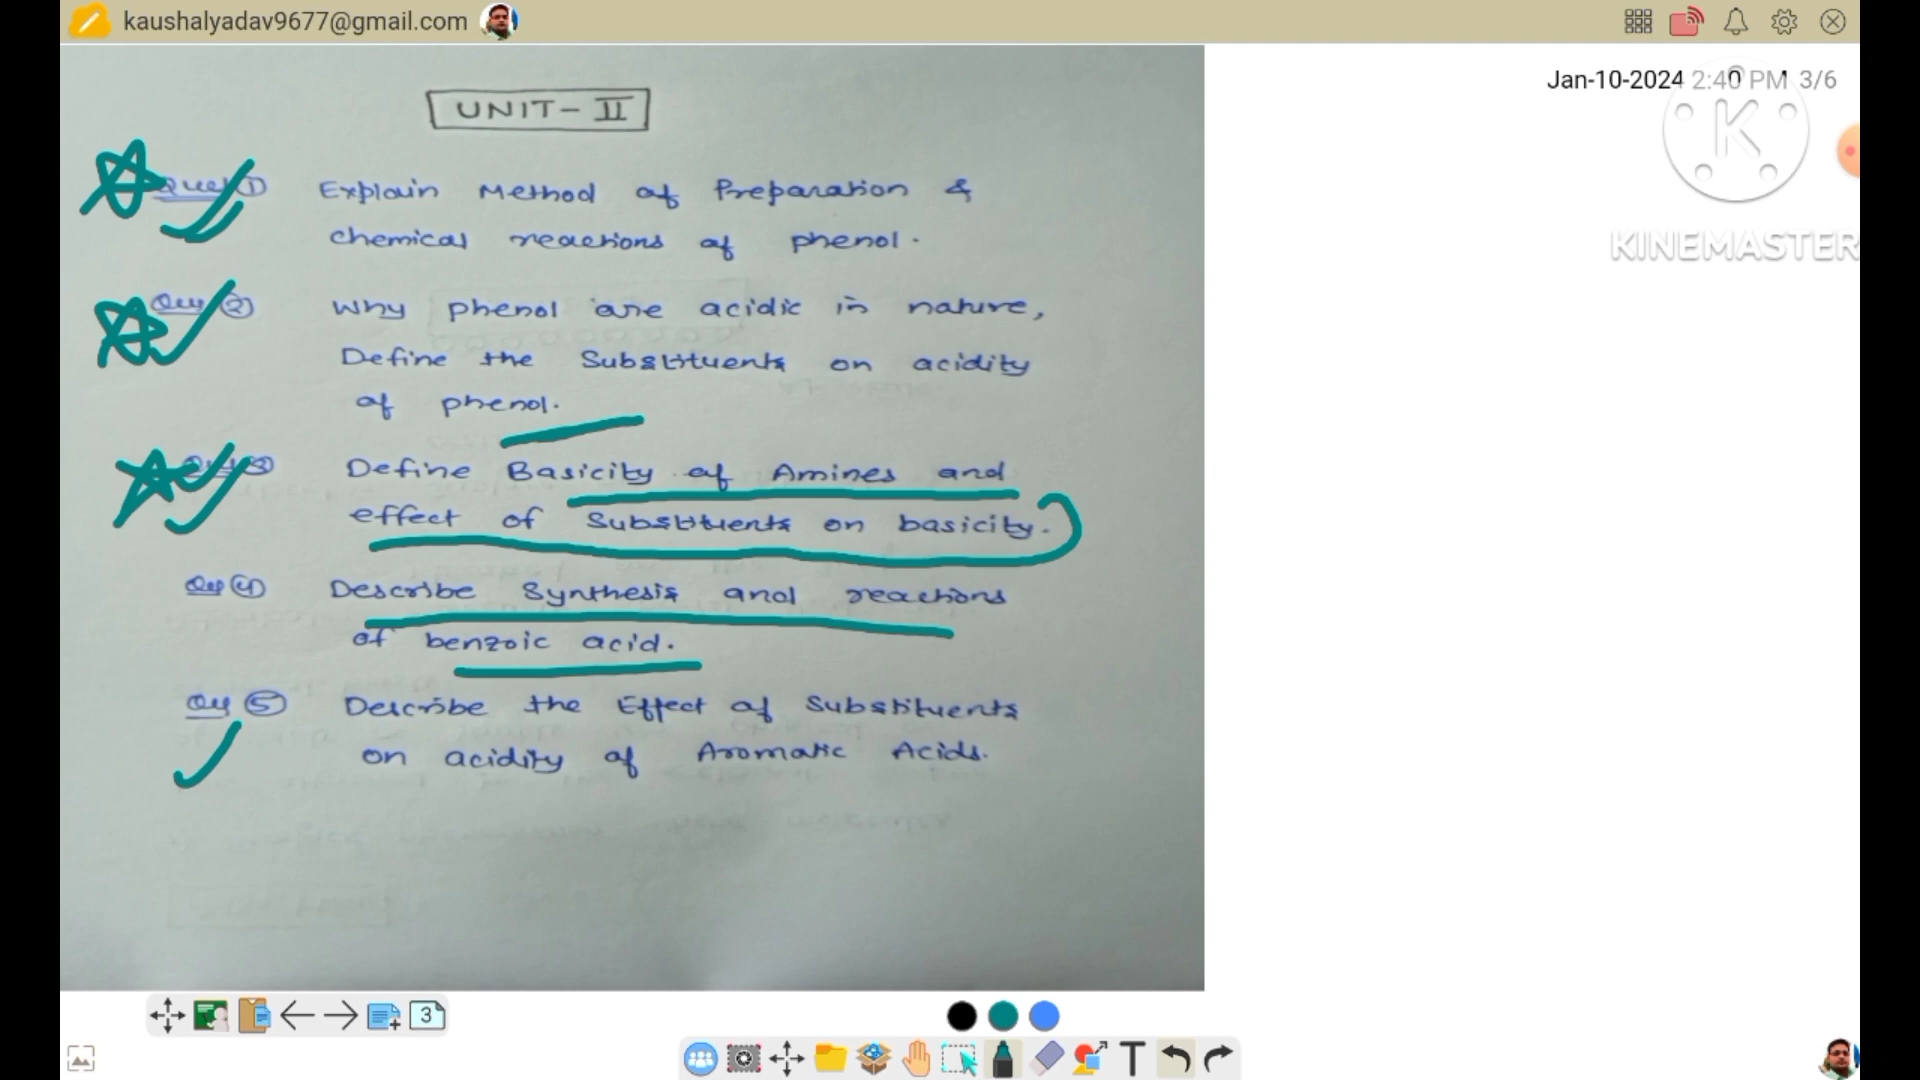 kaushalyadav9677@gmail.com
Jan-10-2024 2:40 PM 3/6
K
KINEMASTER
UNIT-II
Ques ① Explain Method of Preparation &
chemical reactions of phenol.
Que ② Why phenol are acidic in nature,
Define the Substituents on acidity
of phenol.
③ Define Basicity of Amines and
effect of Substituents on basicity.
Que ④ Describe Synthesis and reactions
of benzoic acid.
Que ⑤ Describe the Effect of Substituents
on acidity of Aromatic Acids.
3
T